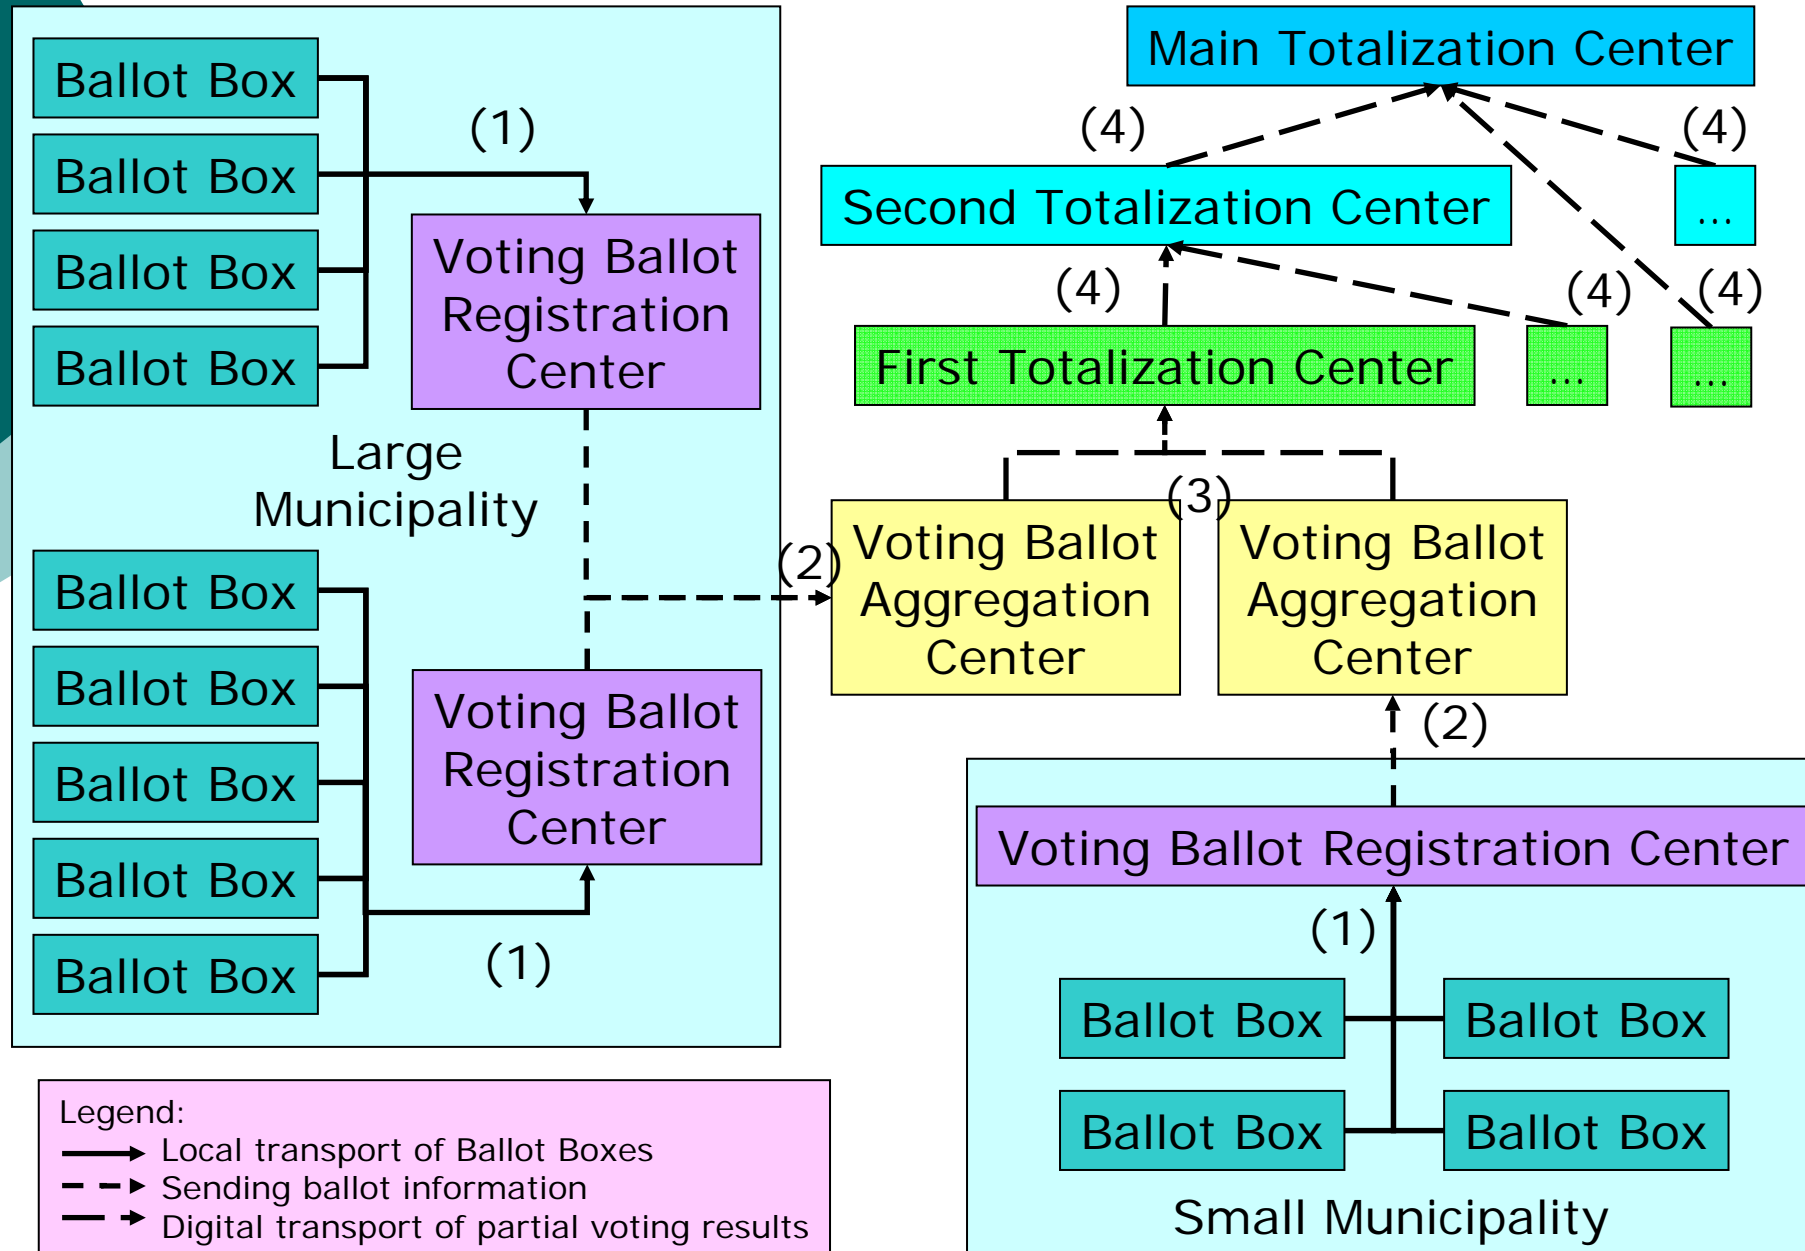 Ballot Box
Ballot Box
Ballot Box
Ballot Box
(1)
Voting Ballot
Registration
Center
Large
Municipality
Ballot Box
Ballot Box
Ballot Box
Ballot Box
Ballot Box
Voting Ballot
Registration
Center
(1)
(2)
Main Totalization Center
(4)
(4)
Second Totalization Center
...
(4)
(4)
(4)
First Totalization Center
...
...
(3)
Voting Ballot
Aggregation
Center
Voting Ballot
Aggregation
Center
(2)
Voting Ballot Registration Center
(1)
Ballot Box
Ballot Box
Ballot Box
Ballot Box
Small Municipality
Legend:
Local transport of Ballot Boxes
Sending ballot information
Digital transport of partial voting results